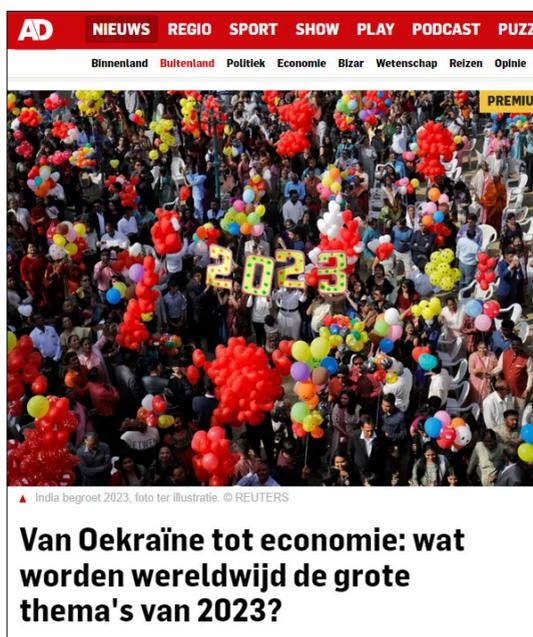 AD NIEUWS REGIO SPORT SHOW PLAY PODCAST
Binnenland Buitenland Politiek Economie Bizar Wetenschap Reizen Opinie
2023
India begroet 2023, foto ter illustratie. © REUTERS
Van Oekraïne tot economie: wat
worden wereldwijd de grote
thema's van 2023?